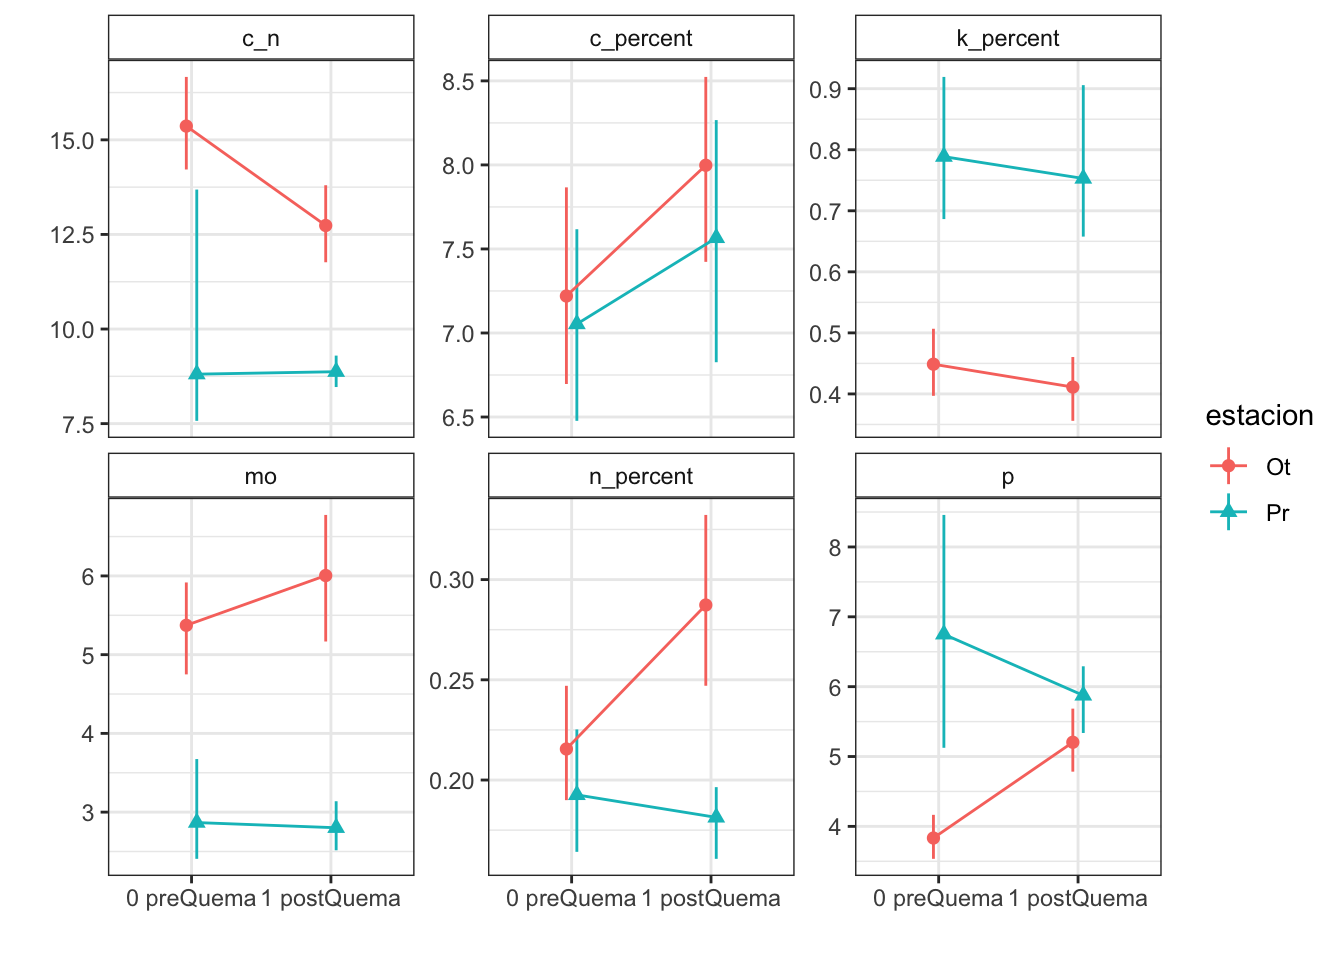 c_n
c_percent
k_percent
15.0
12.5
10.0
7.5
8.5
8.0
7.5
7.0
6.5
0.9
0.8
0.7
0.6
0.5
0.4
mo
n_percent
p
6
5
4
3
0.30
0.25
0.20
8
7
6
5
4
0 preQuema 1 postQuema
0 preQuema 1 postQuema
0 preQuema 1 postQuema
estacion
Ot
Pr